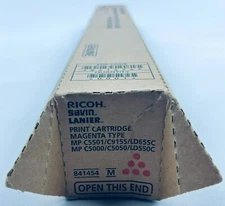 RICOH
Savin
LANIER.
PRINT CARTRIDGE
MAGENTA TYPE
MP C5501/C9155/LD655C
MP C5000/C5050/LD550C
841454 M
OPEN THIS END